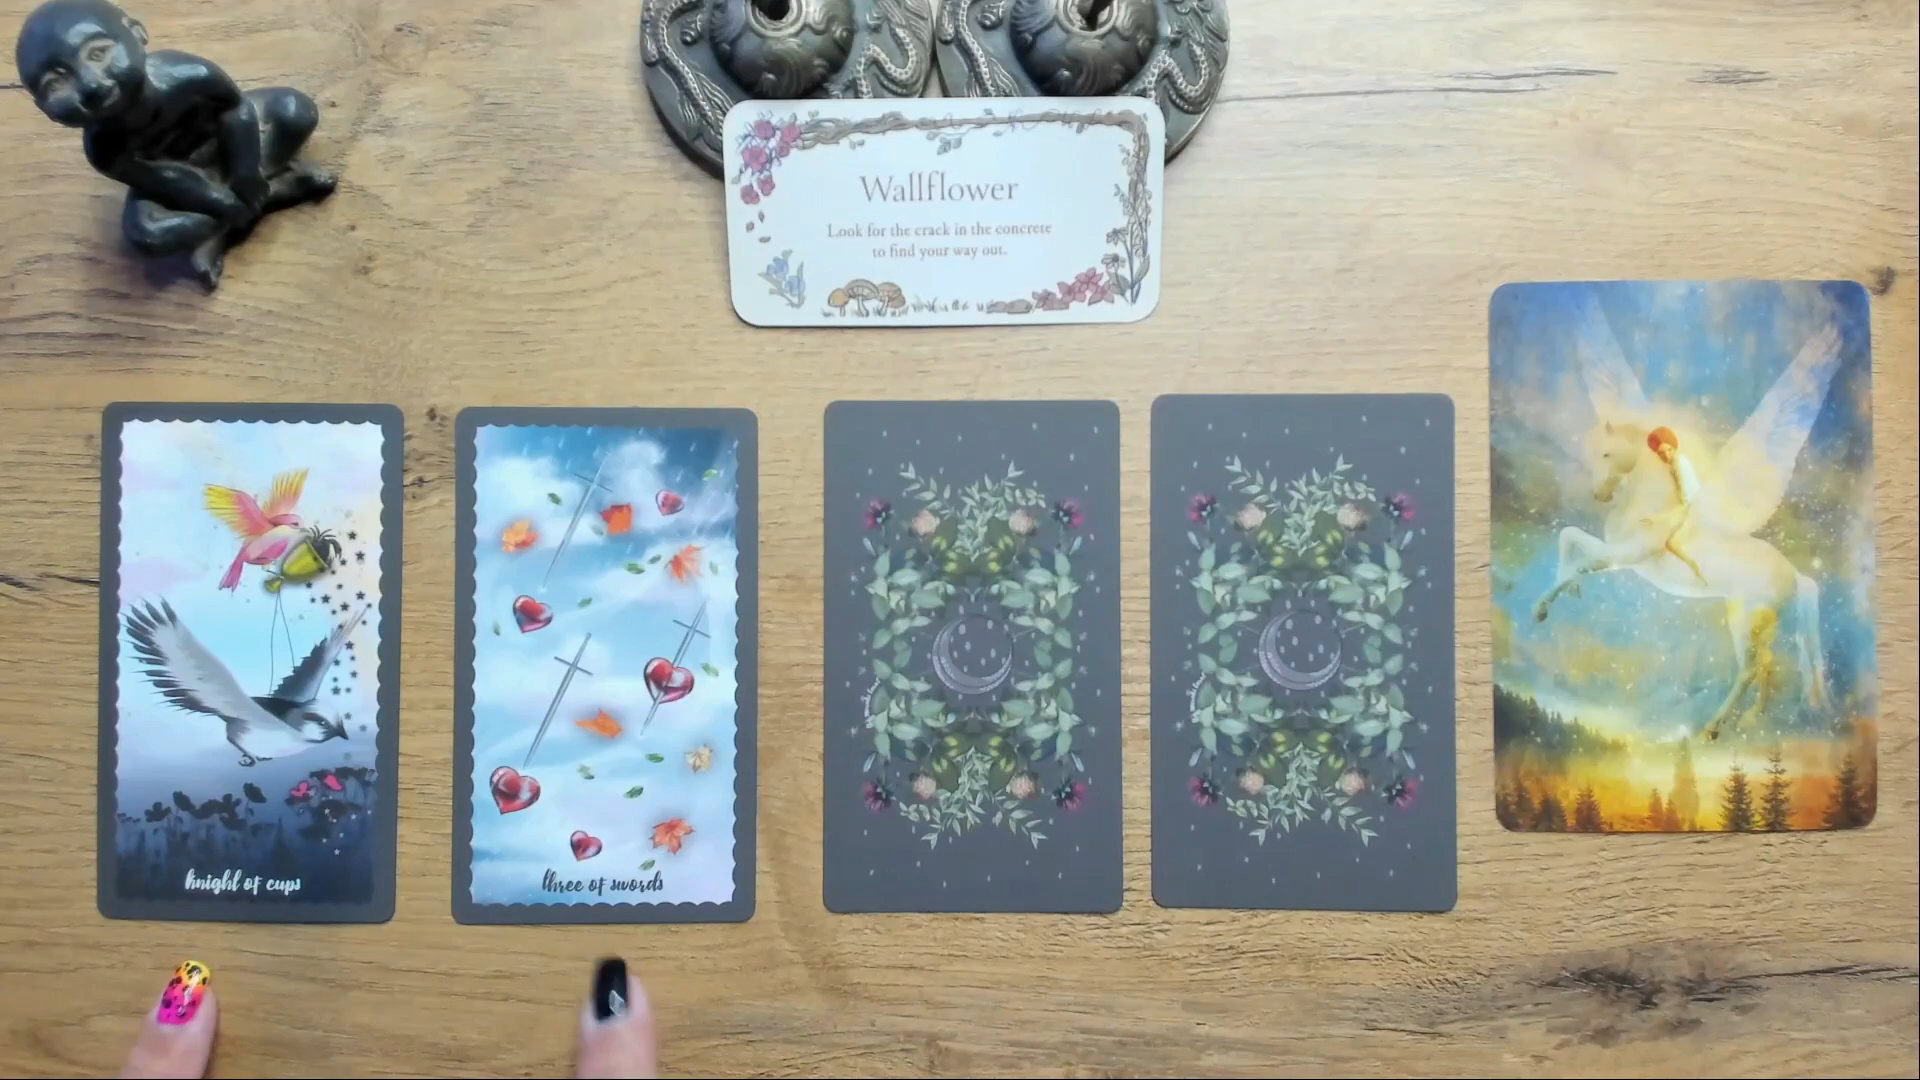 Wallflower
Look for the crack in the concrete
to find your way out.
knight of cups
three of swords